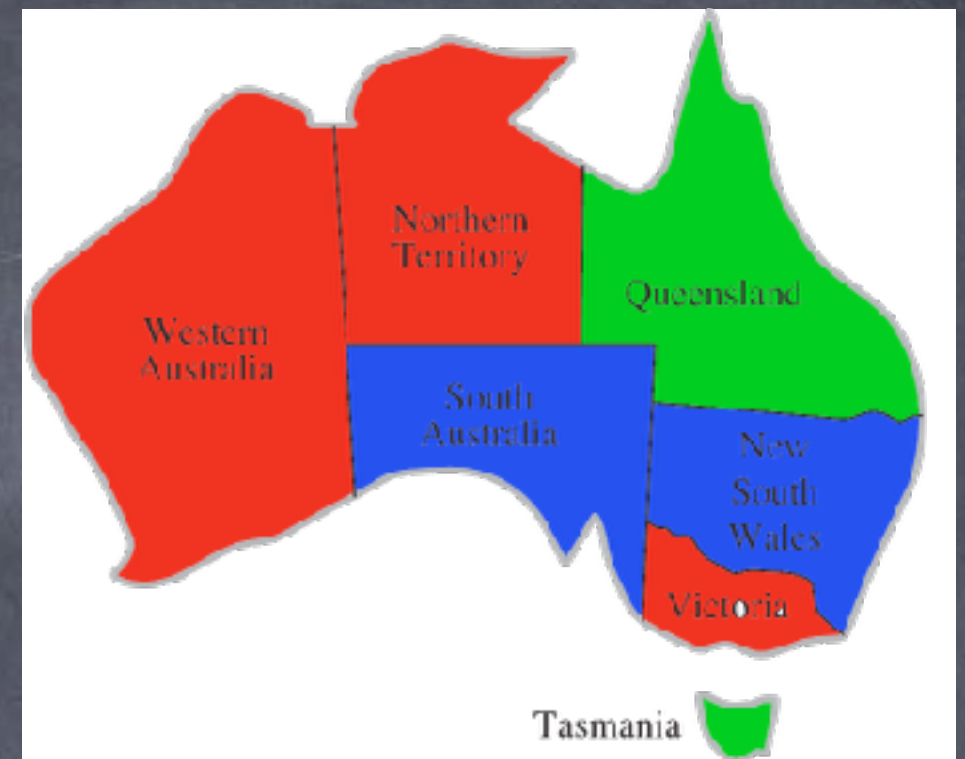 Northern
Territory
Queensland
Western
Australia
South
Australia
New
South
Wales
Victoria
Tasmania